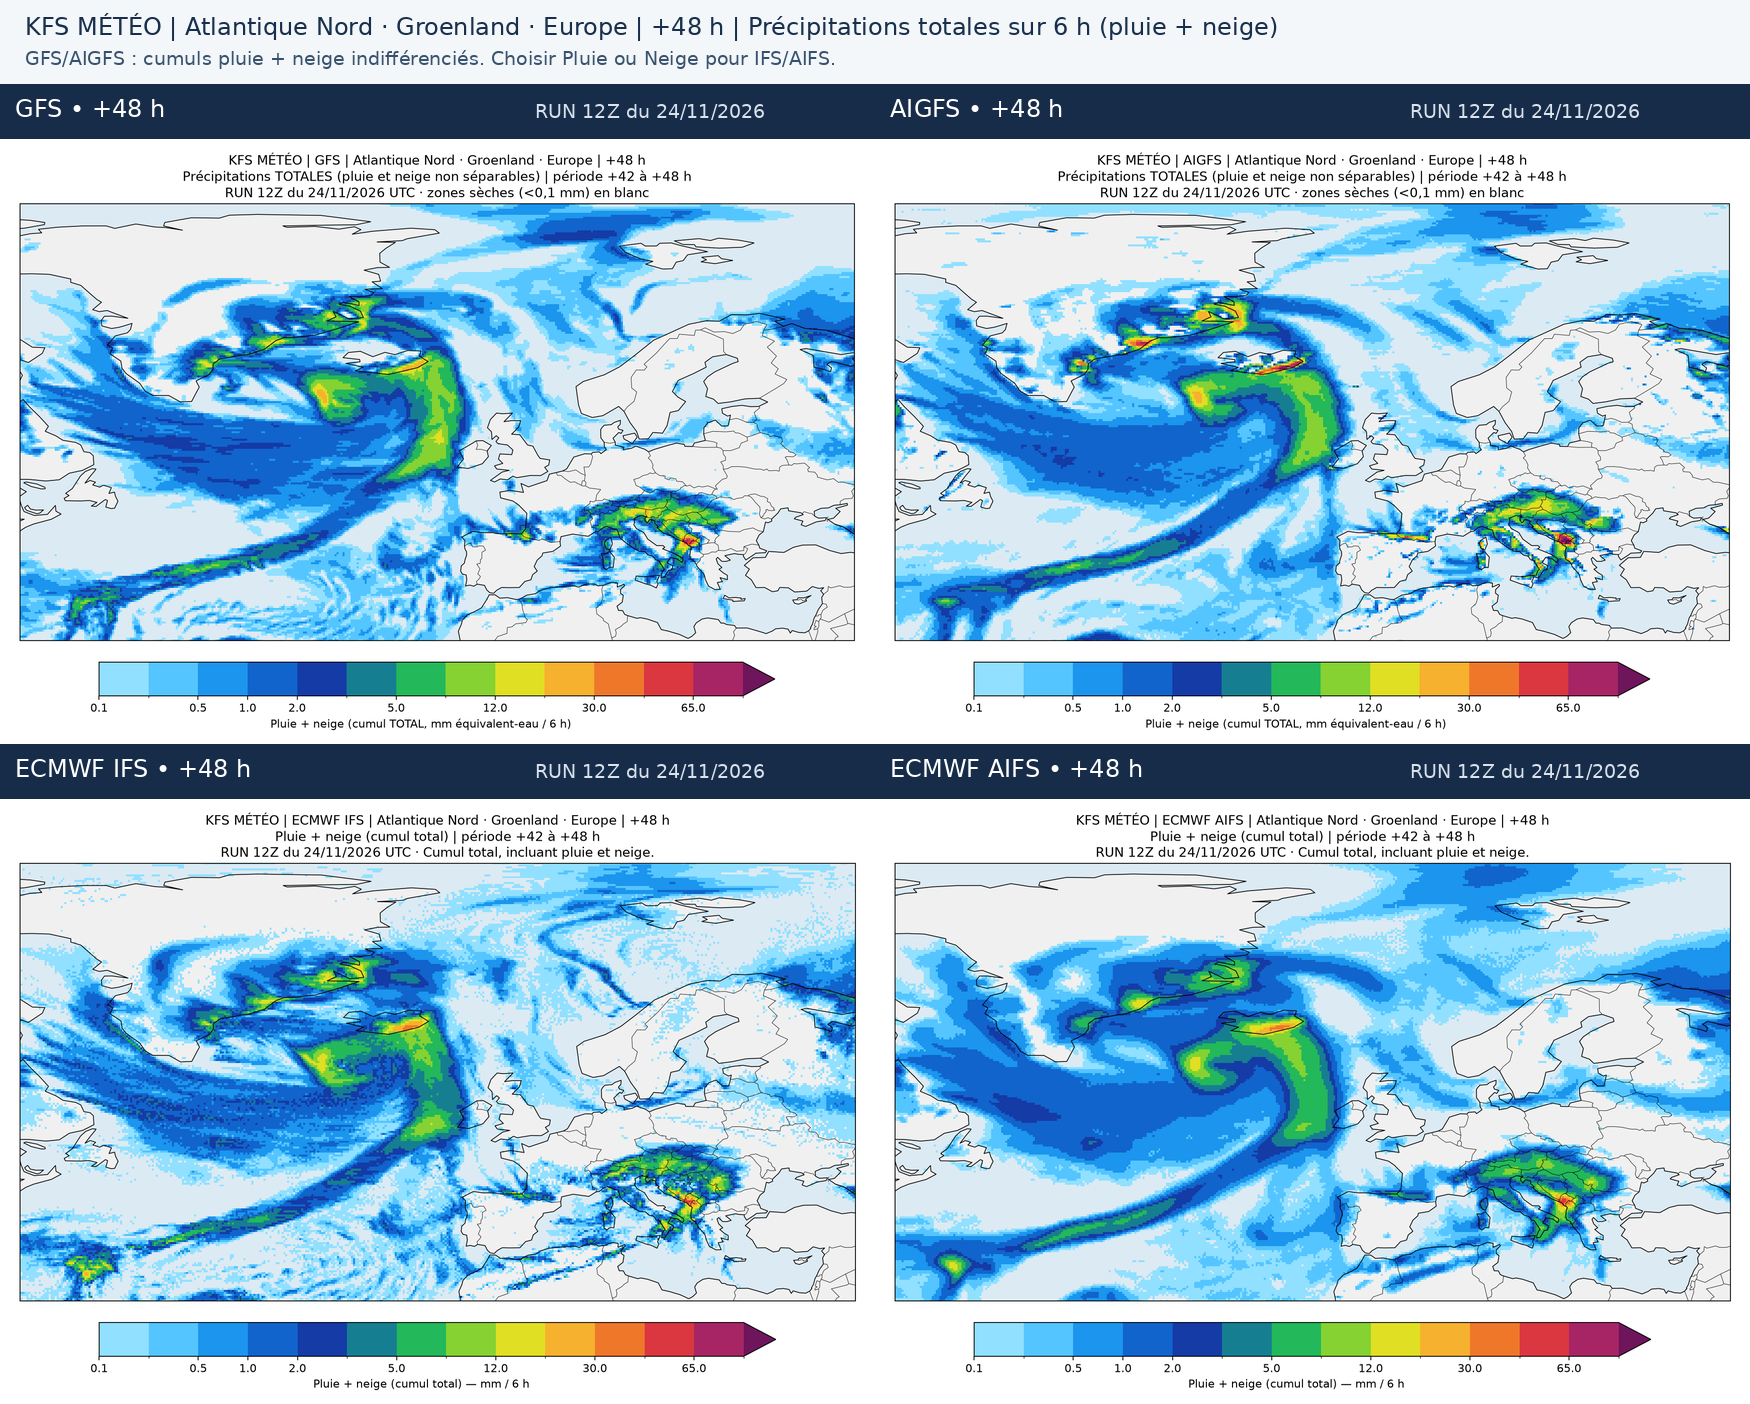 KFS MÉTÉO | Atlantique Nord · Groenland · Europe | +48 h | Précipitations totales sur 6 h (pluie + neige)
GFS/AIGFS : cumuls pluie + neige indifférenciés. Choisir Pluie ou Neige pour IFS/AIFS.
GFS • +48 h
RUN 12Z du 24/11/2026
AIGFS • +48 h
RUN 12Z du 24/11/2026
KFS MÉTÉO | GFS | Atlantique Nord · Groenland · Europe | +48 h
Précipitations TOTALES (pluie et neige non séparables) | période +42 à +48 h
RUN 12Z du 24/11/2026 UTC · zones sèches (<0,1 mm) en blanc
KFS MÉTÉO | AIGFS | Atlantique Nord · Groenland · Europe | +48 h
Précipitations TOTALES (pluie et neige non séparables) | période +42 à +48 h
RUN 12Z du 24/11/2026 UTC · zones sèches (<0,1 mm) en blanc
0.1 0.5 1.0 2.0 5.0 12.0 30.0 65.0
Pluie + neige (cumul TOTAL, mm équivalent-eau / 6 h)
0.1 0.5 1.0 2.0 5.0 12.0 30.0 65.0
Pluie + neige (cumul TOTAL, mm équivalent-eau / 6 h)
ECMWF IFS • +48 h
RUN 12Z du 24/11/2026
ECMWF AIFS • +48 h
RUN 12Z du 24/11/2026
KFS MÉTÉO | ECMWF IFS | Atlantique Nord · Groenland · Europe | +48 h
Pluie + neige (cumul total) | période +42 à +48 h
RUN 12Z du 24/11/2026 UTC · Cumul total, incluant pluie et neige.
KFS MÉTÉO | ECMWF AIFS | Atlantique Nord · Groenland · Europe | +48 h
Pluie + neige (cumul total) | période +42 à +48 h
RUN 12Z du 24/11/2026 UTC · Cumul total, incluant pluie et neige.
0.1 0.5 1.0 2.0 5.0 12.0 30.0 65.0
Pluie + neige (cumul total) — mm / 6 h
0.1 0.5 1.0 2.0 5.0 12.0 30.0 65.0
Pluie + neige (cumul total) — mm / 6 h